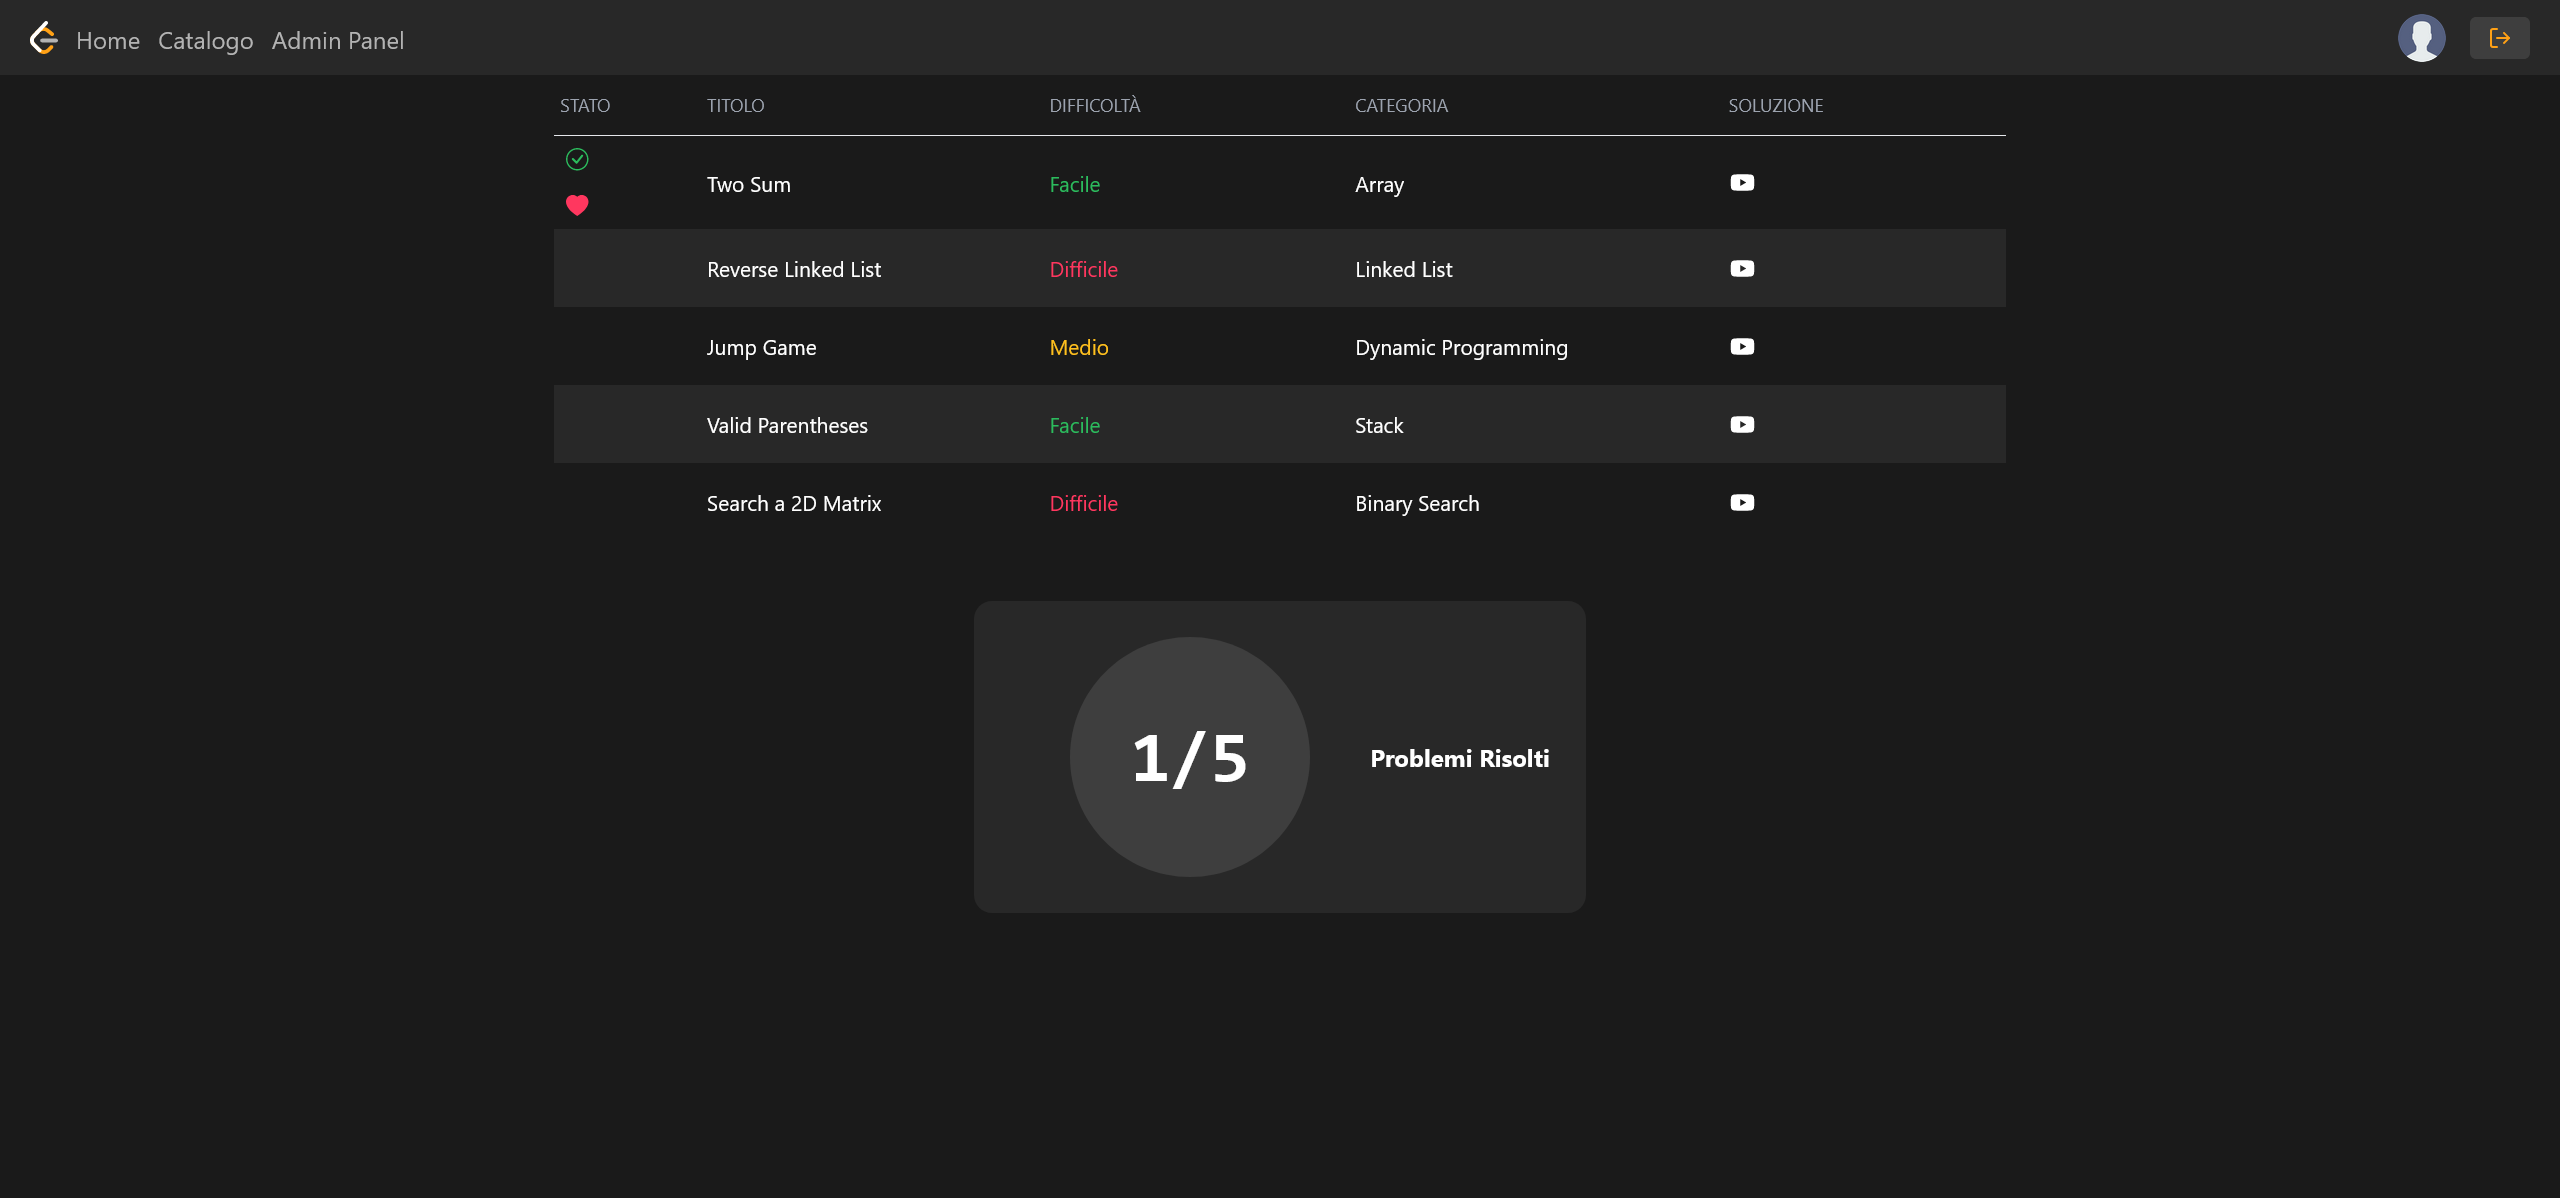 Home Catalogo Admin Panel
STATO TITOLO DIFFICOLTÀ CATEGORIA SOLUZIONE
Two Sum Facile Array
Reverse Linked List Difficile Linked List
Jump Game Medio Dynamic Programming
Valid Parentheses Facile Stack
Search a 2D Matrix Difficile Binary Search
1/5 Problemi Risolti